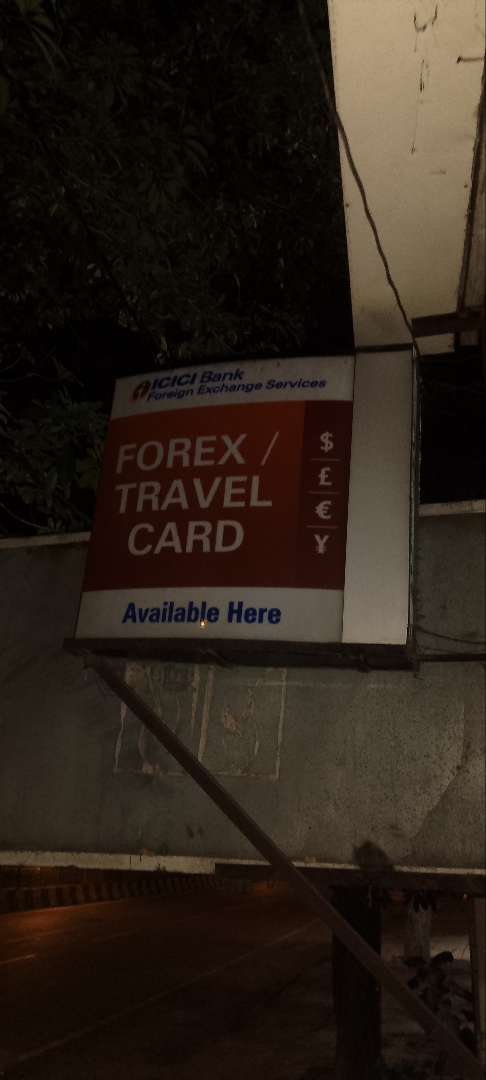 ICICI Bank
Foreign Exchange Services
FOREX /
TRAVEL
CARD
$
£
€
¥
Available Here